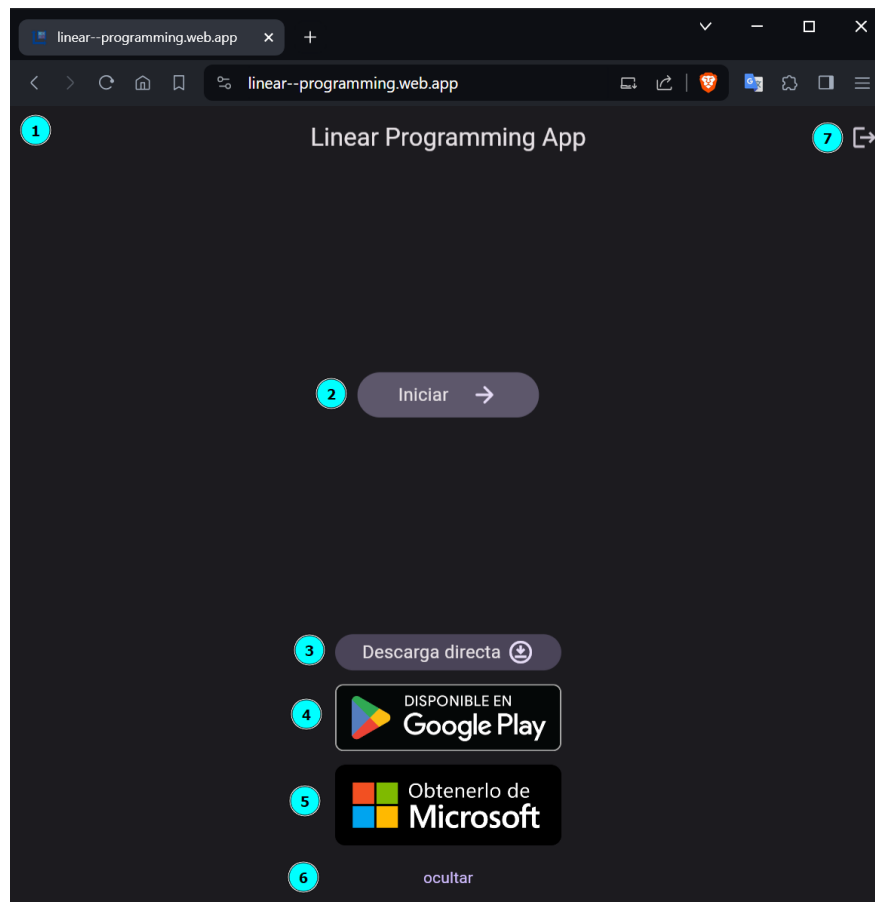 linear--programming.web.app
linear--programming.web.app
1
Linear Programming App
7
2
Iniciar
3
Descarga directa
4
DISPONIBLE EN
Google Play
5
Obtenerlo de
Microsoft
6
ocultar